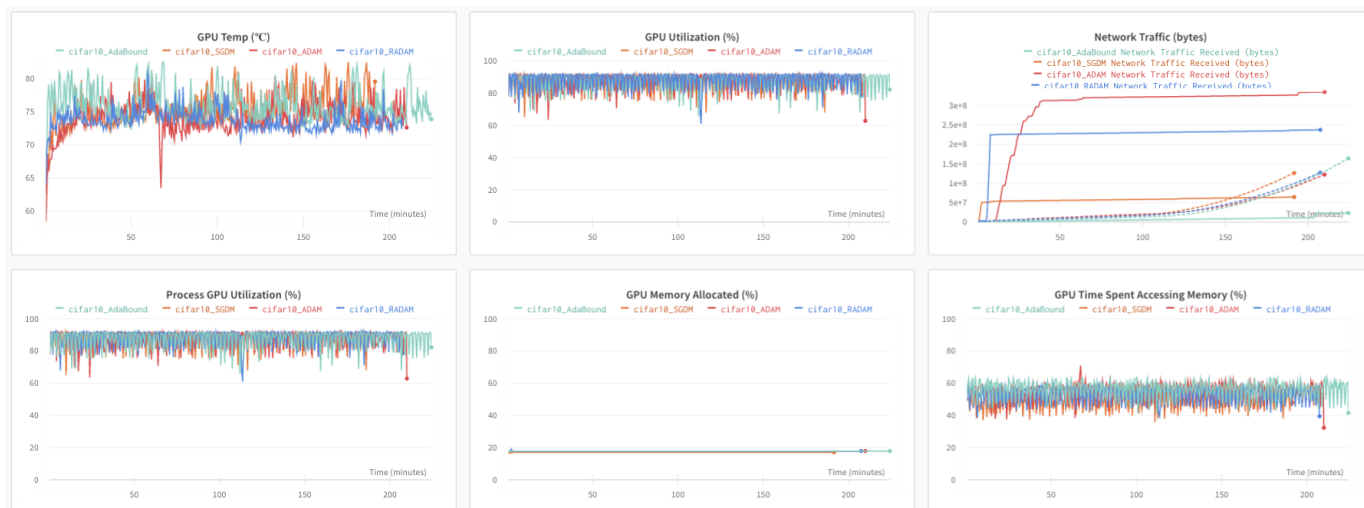 GPU Temp (℃)
cifar10_AdaBound cifar10_SGDM cifar10_ADAM cifar10_RADAM
80
75
70
65
60
Time (minutes)
50 100 150 200
GPU Utilization (%)
cifar10_AdaBound cifar10_SGDM cifar10_ADAM cifar10_RADAM
100
80
60
40
20
0
Time (minutes)
50 100 150 200
Network Traffic (bytes)
cifar10_AdaBound Network Traffic Received (bytes)
cifar10_SGDM Network Traffic Received (bytes)
cifar10_ADAM Network Traffic Received (bytes)
cifar10_RADAM Network Traffic Received (bytes)
3e+8
2.5e+8
2e+8
1.5e+8
1e+8
5e+7
0
Time (minutes)
50 100 150 200
Process GPU Utilization (%)
cifar10_AdaBound cifar10_SGDM cifar10_ADAM cifar10_RADAM
100
80
60
40
20
0
Time (minutes)
50 100 150 200
GPU Memory Allocated (%)
cifar10_AdaBound cifar10_SGDM cifar10_ADAM cifar10_RADAM
100
80
60
40
20
0
Time (minutes)
50 100 150 200
GPU Time Spent Accessing Memory (%)
cifar10_AdaBound cifar10_SGDM cifar10_ADAM cifar10_RADAM
100
80
60
40
20
0
Time (minutes)
50 100 150 200